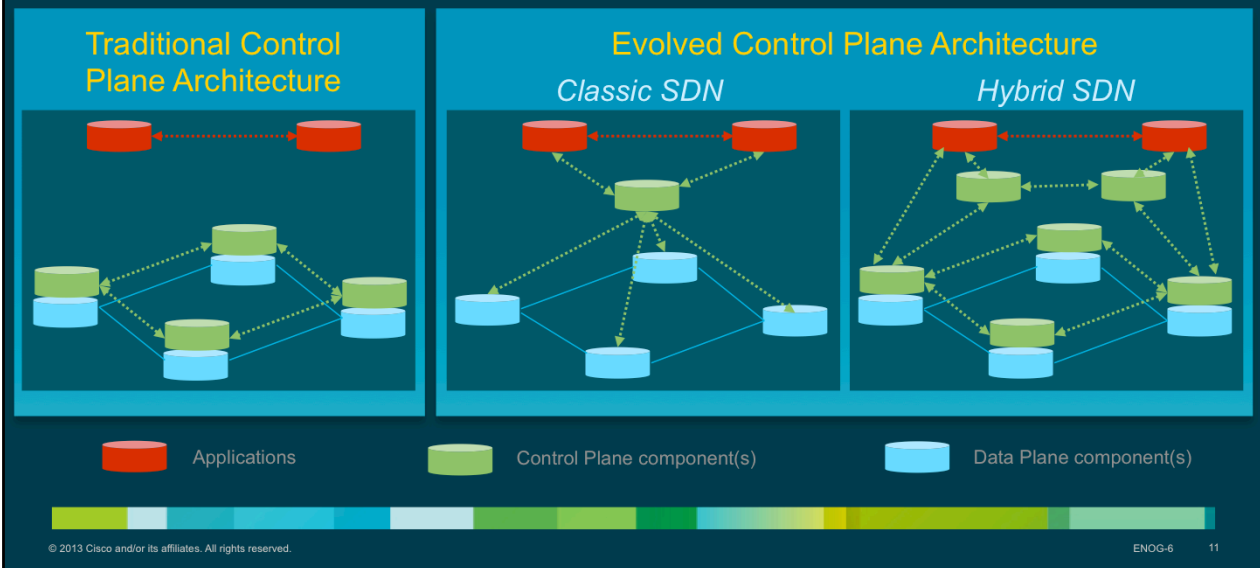 Traditional Control
Plane Architecture
Evolved Control Plane Architecture
Classic SDN
Hybrid SDN
Applications
Control Plane component(s)
Data Plane component(s)
© 2013 Cisco and/or its affiliates. All rights reserved.
ENOG-6
11